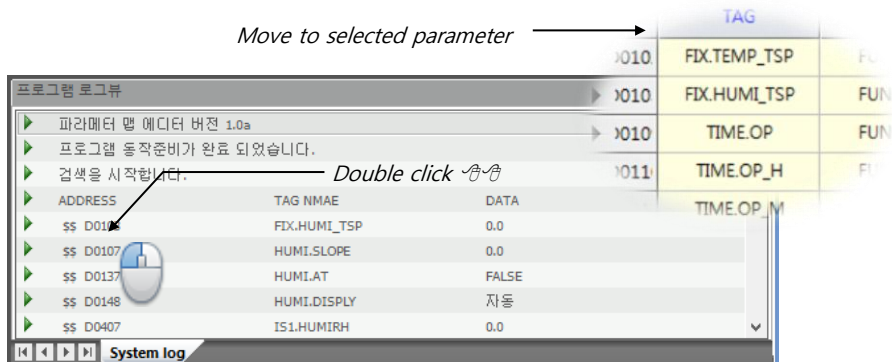 TAG
Move to selected parameter
FIX.TEMP_TSP
프로그램 로그뷰
FIX.HUMI_TSP FUN
파라메터 맵 에디터 버전 1.0a
TIME.OP FUN
프로그램 동작준비가 완료 되었습니다.
검색을 시작합니다.
Double click
TIME.OP_H
ADDRESS TAG NMAE DATA
TIME.OP_M
$$ FIX.HUMI_TSP 0.0
$$ D0107 HUMI.SLOPE 0.0
$$ D0137 HUMI.AT FALSE
$$ D0148 HUMI.DISPLY 자동
$$ D0407 IS1.HUMIRH 0.0
System log